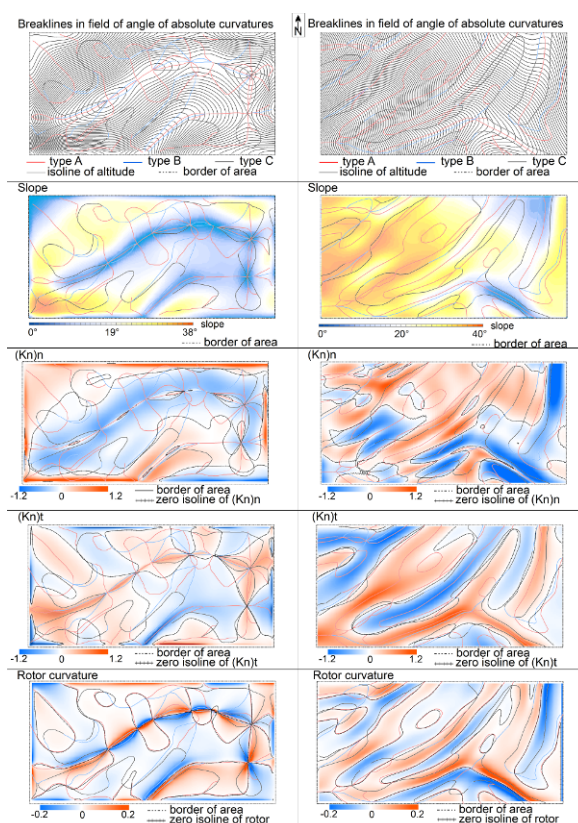 Breaklines in field of angle of absolute curvatures
N
Breaklines in field of angle of absolute curvatures
type A type B type C
isoline of altitude border of area
type A type B type C
isoline of altitude border of area
Slope
Slope
0° 19° 38° slope
border of area
0° 20° 40° slope
border of area
(Kn)n
(Kn)n
-1.2 0 1.2
border of area
zero isoline of (Kn)n
-1.2 0 1.2
border of area
zero isoline of (Kn)n
(Kn)t
(Kn)t
-1.2 0 1.2
border of area
zero isoline of (Kn)t
-1.2 0 1.2
border of area
zero isoline of (Kn)t
Rotor curvature
Rotor curvature
-0.2 0 0.2
border of area
zero isoline of rotor
-0.2 0 0.2
border of area
zero isoline of rotor